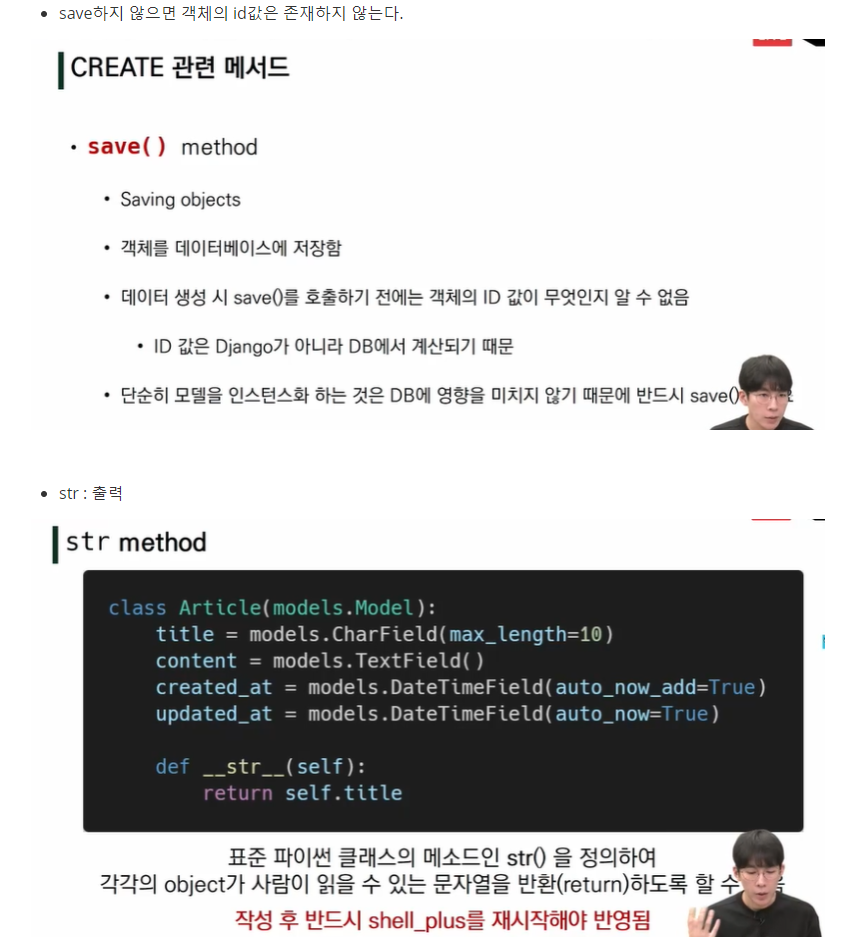 save하지 않으면 객체의 id값은 존재하지 않는다.
CREATE 관련 메서드
save() method
Saving objects
객체를 데이터베이스에 저장함
데이터 생성 시 save()를 호출하기 전에는 객체의 ID 값이 무엇인지 알 수 없음
ID 값은 Django가 아니라 DB에서 계산되기 때문
단순히 모델을 인스턴스화 하는 것은 DB에 영향을 미치지 않기 때문에 반드시 save()
str : 출력
str method
class Article(models.Model):
    title = models.CharField(max_length=10)
    content = models.TextField()
    created_at = models.DateTimeField(auto_now_add=True)
    updated_at = models.DateTimeField(auto_now=True)
    def __str__(self):
        return self.title
표준 파이썬 클래스의 메소드인 str() 을 정의하여
각각의 object가 사람이 읽을 수 있는 문자열을 반환(return)하도록 할 수
작성 후 반드시 shell_plus를 재시작해야 반영됨